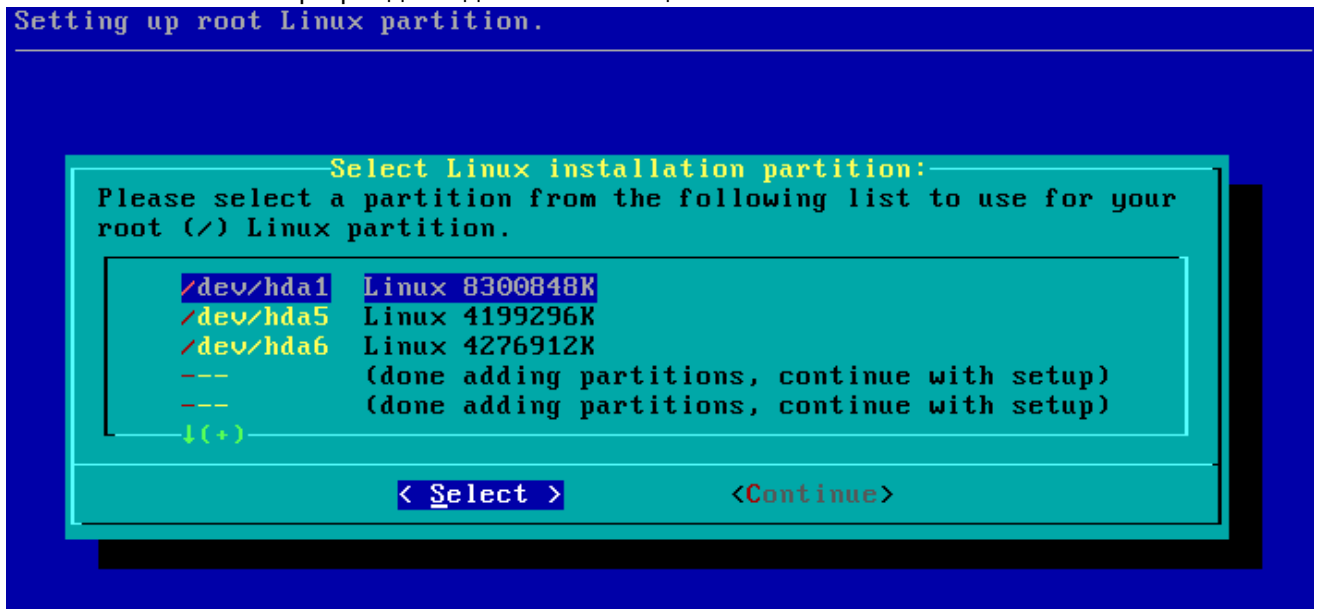 Setting up root Linux partition.
Select Linux installation partition:
Please select a partition from the following list to use for your
root (/) Linux partition.
/dev/hda1 Linux 8300848K
/dev/hda5 Linux 4199296K
/dev/hda6 Linux 4276912K
--- (done adding partitions, continue with setup)
--- (done adding partitions, continue with setup)
↓(+)
< Select > <Continue>